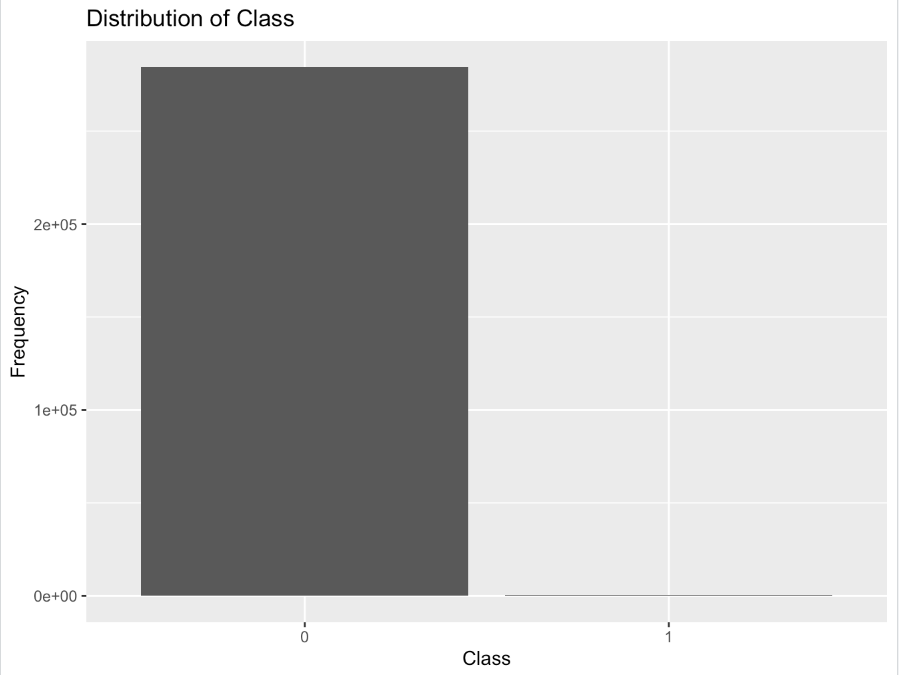 Distribution of Class
Frequency
2e+05
1e+05
0e+00
0
1
Class